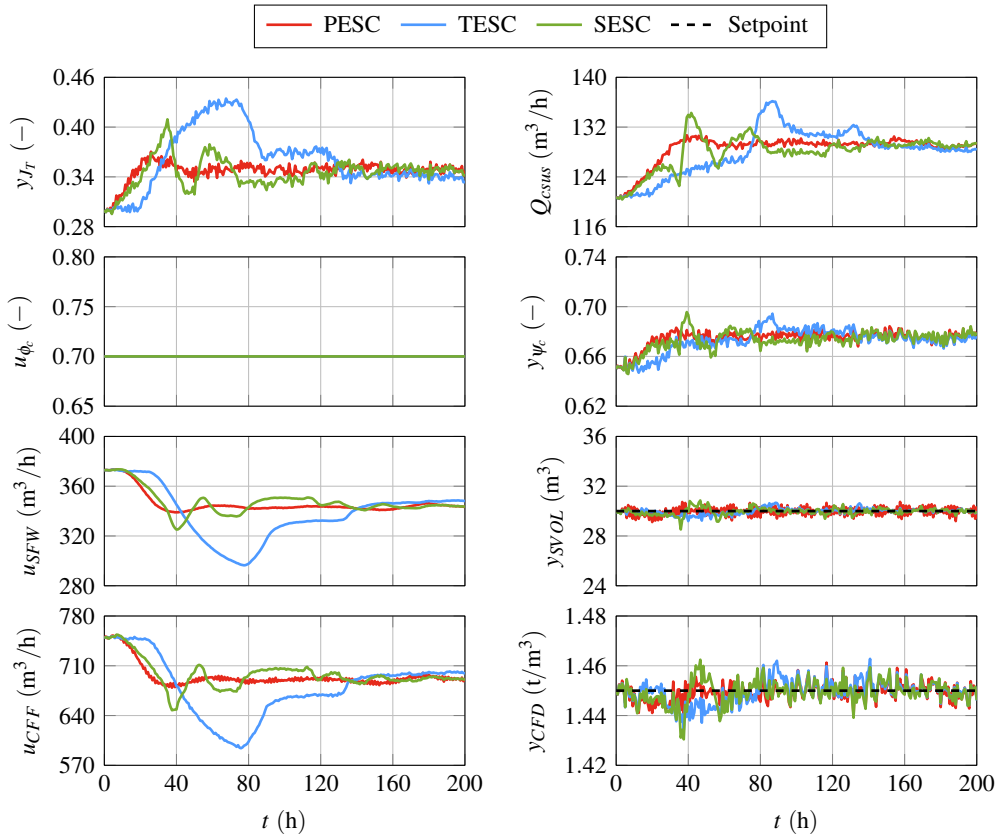 PESC TESC SESC Setpoint
0.46
0.40
0.34
0.28
y_{J_T} (−)
140
132
124
116
Q_{csus} (m³/h)
0.80
0.75
0.70
0.65
u_{ϕ_c} (−)
0.74
0.70
0.66
0.62
y_{ψ_c} (−)
400
360
320
280
u_{SFW} (m³/h)
36
32
28
24
y_{SVOL} (m³)
780
710
640
570
u_{CFF} (m³/h)
0 40 80 120 160 200
t (h)
1.48
1.46
1.44
1.42
y_{CFD} (t/m³)
0 40 80 120 160 200
t (h)